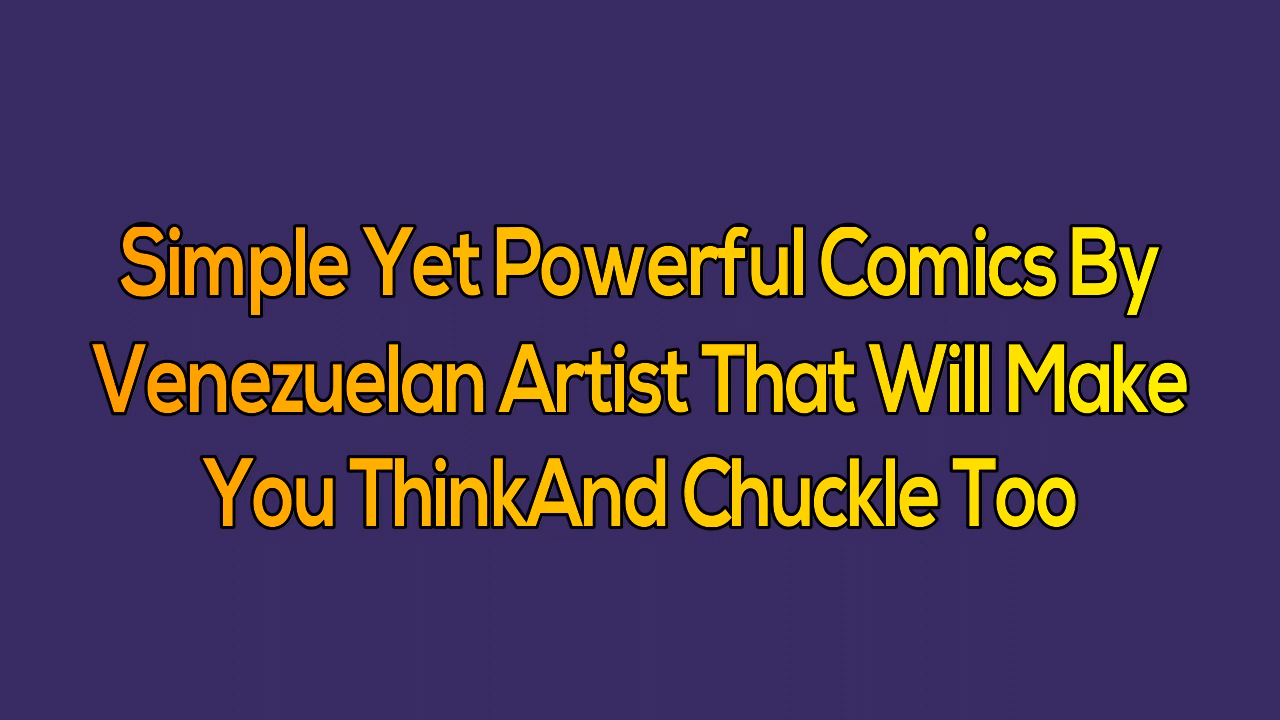 Simple Yet Powerful Comics By
Venezuelan Artist That Will Make
You ThinkAnd Chuckle Too